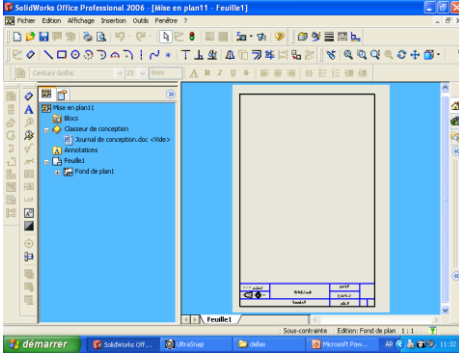 SolidWorks Office Professional 2006 - [Mise en plan11 - Feuille1]
Fichier Edition Affichage Insertion Outils Fenêtre ?
Century Gothic
Mise en plan11
Blocs
Classeur de conception
Journal de conception.doc <Vide>
Annotations
Feuille1
Fond de plan1
Feuille1
Sous-contrainte Edition: Fond de plan 1 : 1
démarrer SolidWorks Off... UltraSnap dellas Microsoft Pow... AR 11:32